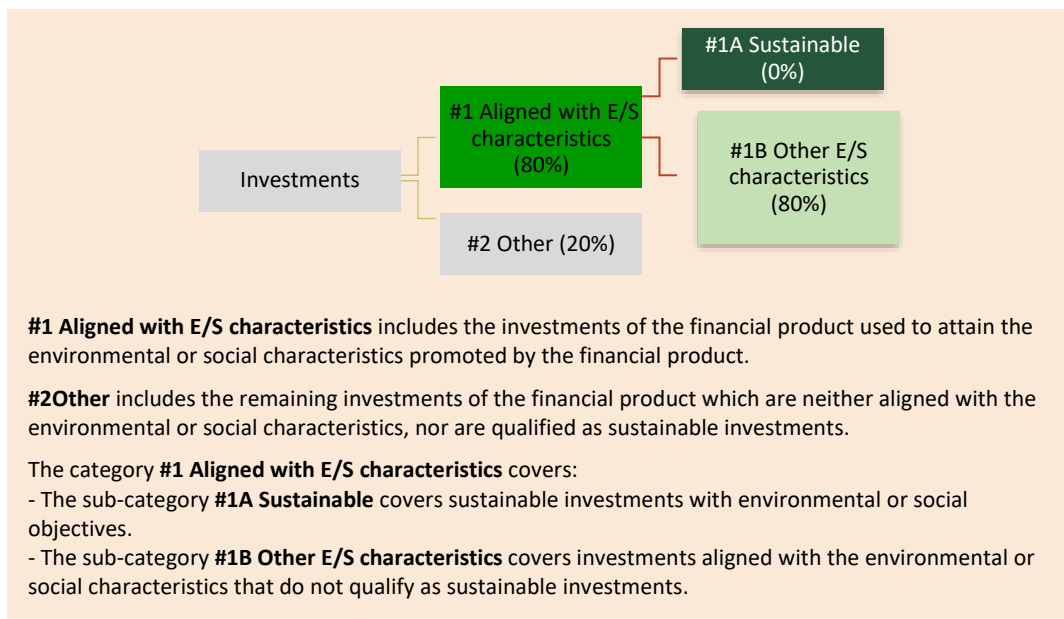 #1A Sustainable
(0%)
#1 Aligned with E/S
characteristics
(80%)
#1B Other E/S
characteristics
(80%)
Investments
#2 Other (20%)
#1 Aligned with E/S characteristics includes the investments of the financial product used to attain the
environmental or social characteristics promoted by the financial product.
#2Other includes the remaining investments of the financial product which are neither aligned with the
environmental or social characteristics, nor are qualified as sustainable investments.
The category #1 Aligned with E/S characteristics covers:
- The sub-category #1A Sustainable covers sustainable investments with environmental or social
objectives.
- The sub-category #1B Other E/S characteristics covers investments aligned with the environmental or
social characteristics that do not qualify as sustainable investments.